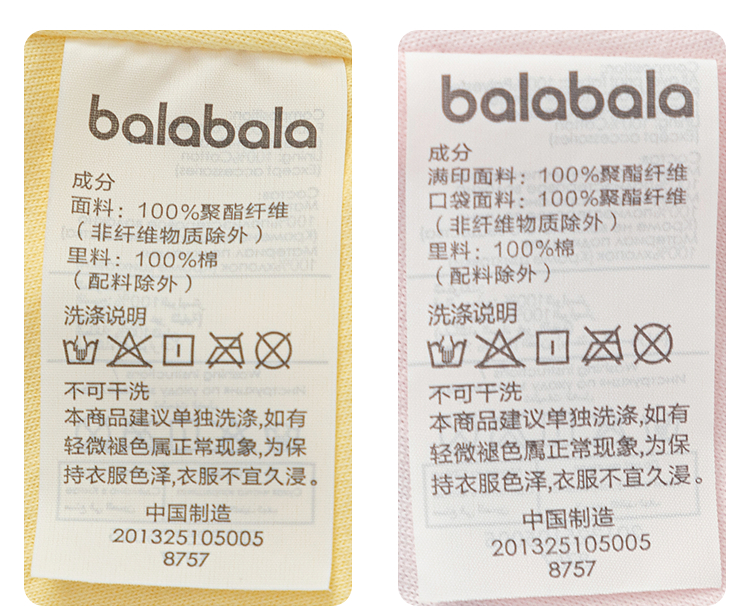 balabala
成分
面料：100%聚酯纤维
（非纤维物质除外）
里料：100%棉
（配料除外）
洗涤说明
不可干洗
本商品建议单独洗涤,如有
轻微褪色属正常现象,为保
持衣服色泽,衣服不宜久浸。
中国制造
201325105005
8757
balabala
成分
满印面料：100%聚酯纤维
口袋面料：100%聚酯纤维
（非纤维物质除外）
里料：100%棉
（配料除外）
洗涤说明
不可干洗
本商品建议单独洗涤,如有
轻微褪色属正常现象,为保
持衣服色泽,衣服不宜久浸。
中国制造
201325105005
8757